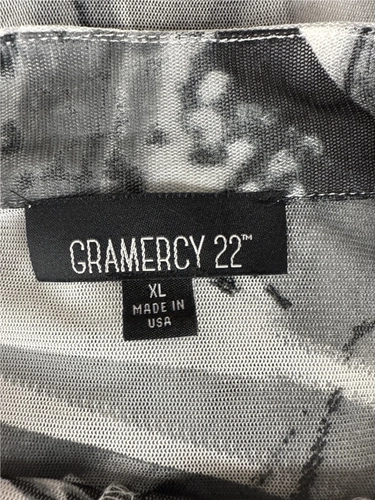 GRAMERCY 22™
XL
MADE IN
USA